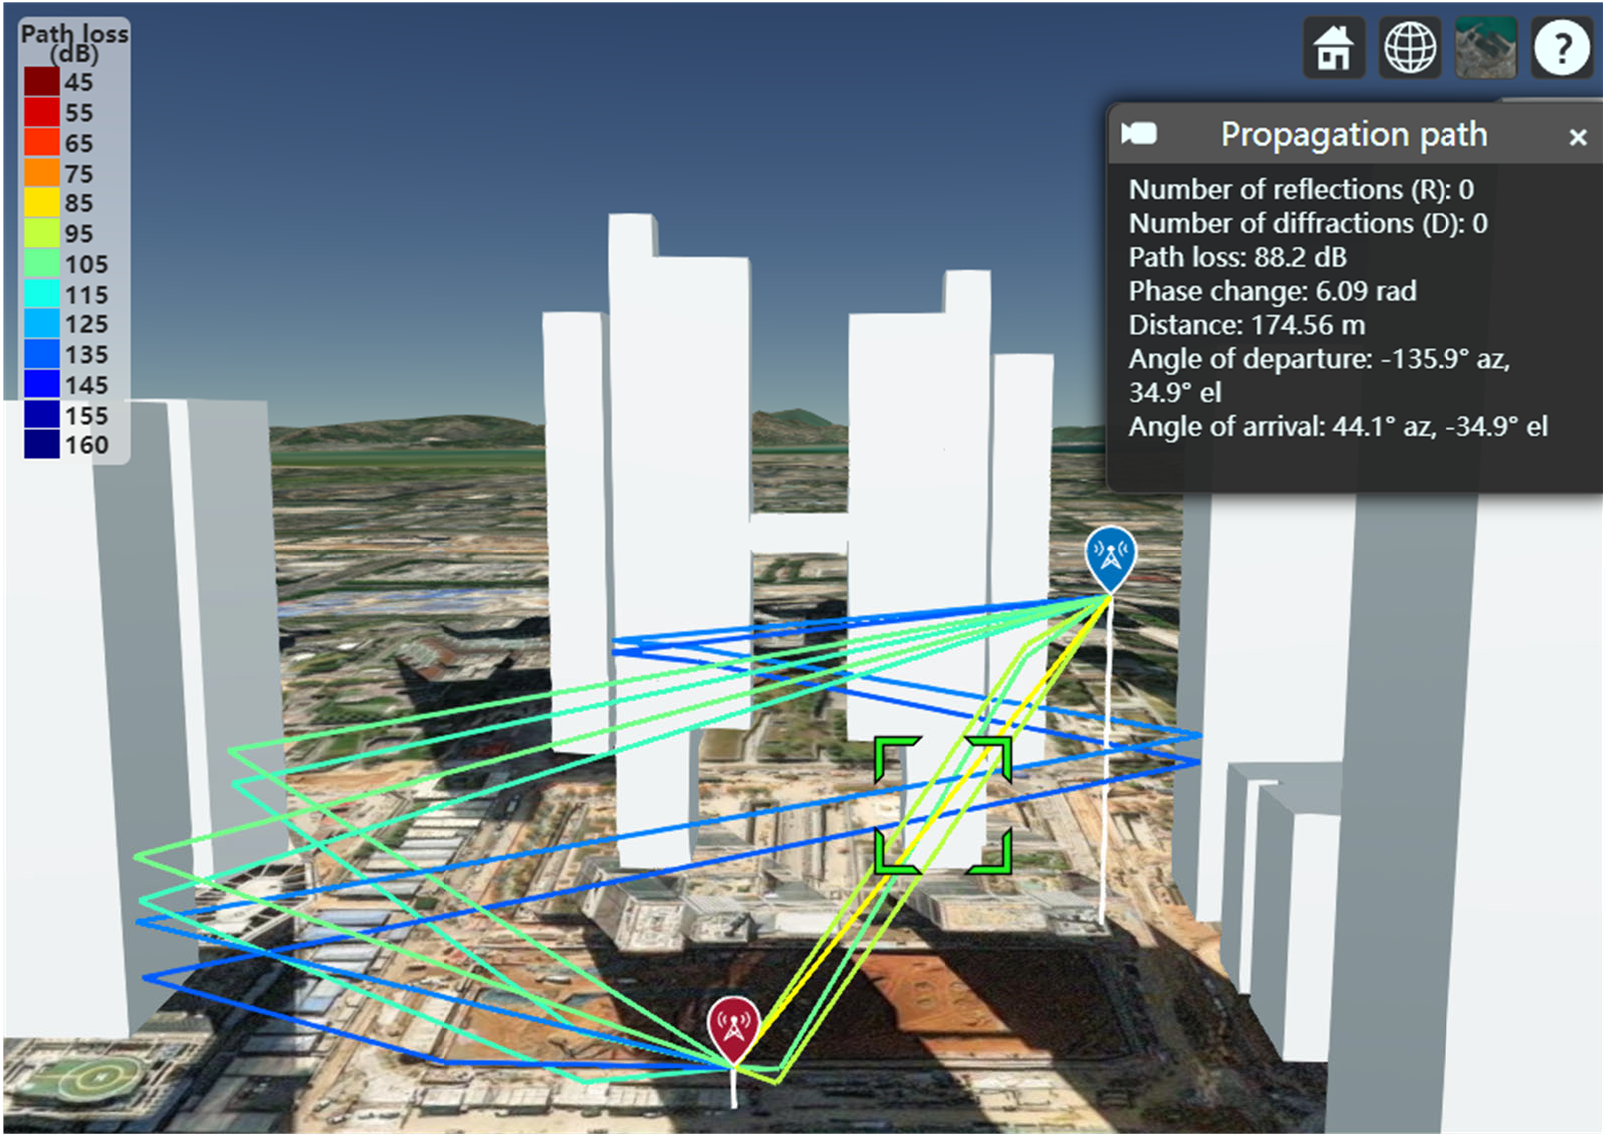 Path loss
(dB)
45
55
65
75
85
95
105
115
125
135
145
155
160
?
Propagation path ×
Number of reflections (R): 0
Number of diffractions (D): 0
Path loss: 88.2 dB
Phase change: 6.09 rad
Distance: 174.56 m
Angle of departure: -135.9° az,
34.9° el
Angle of arrival: 44.1° az, -34.9° el